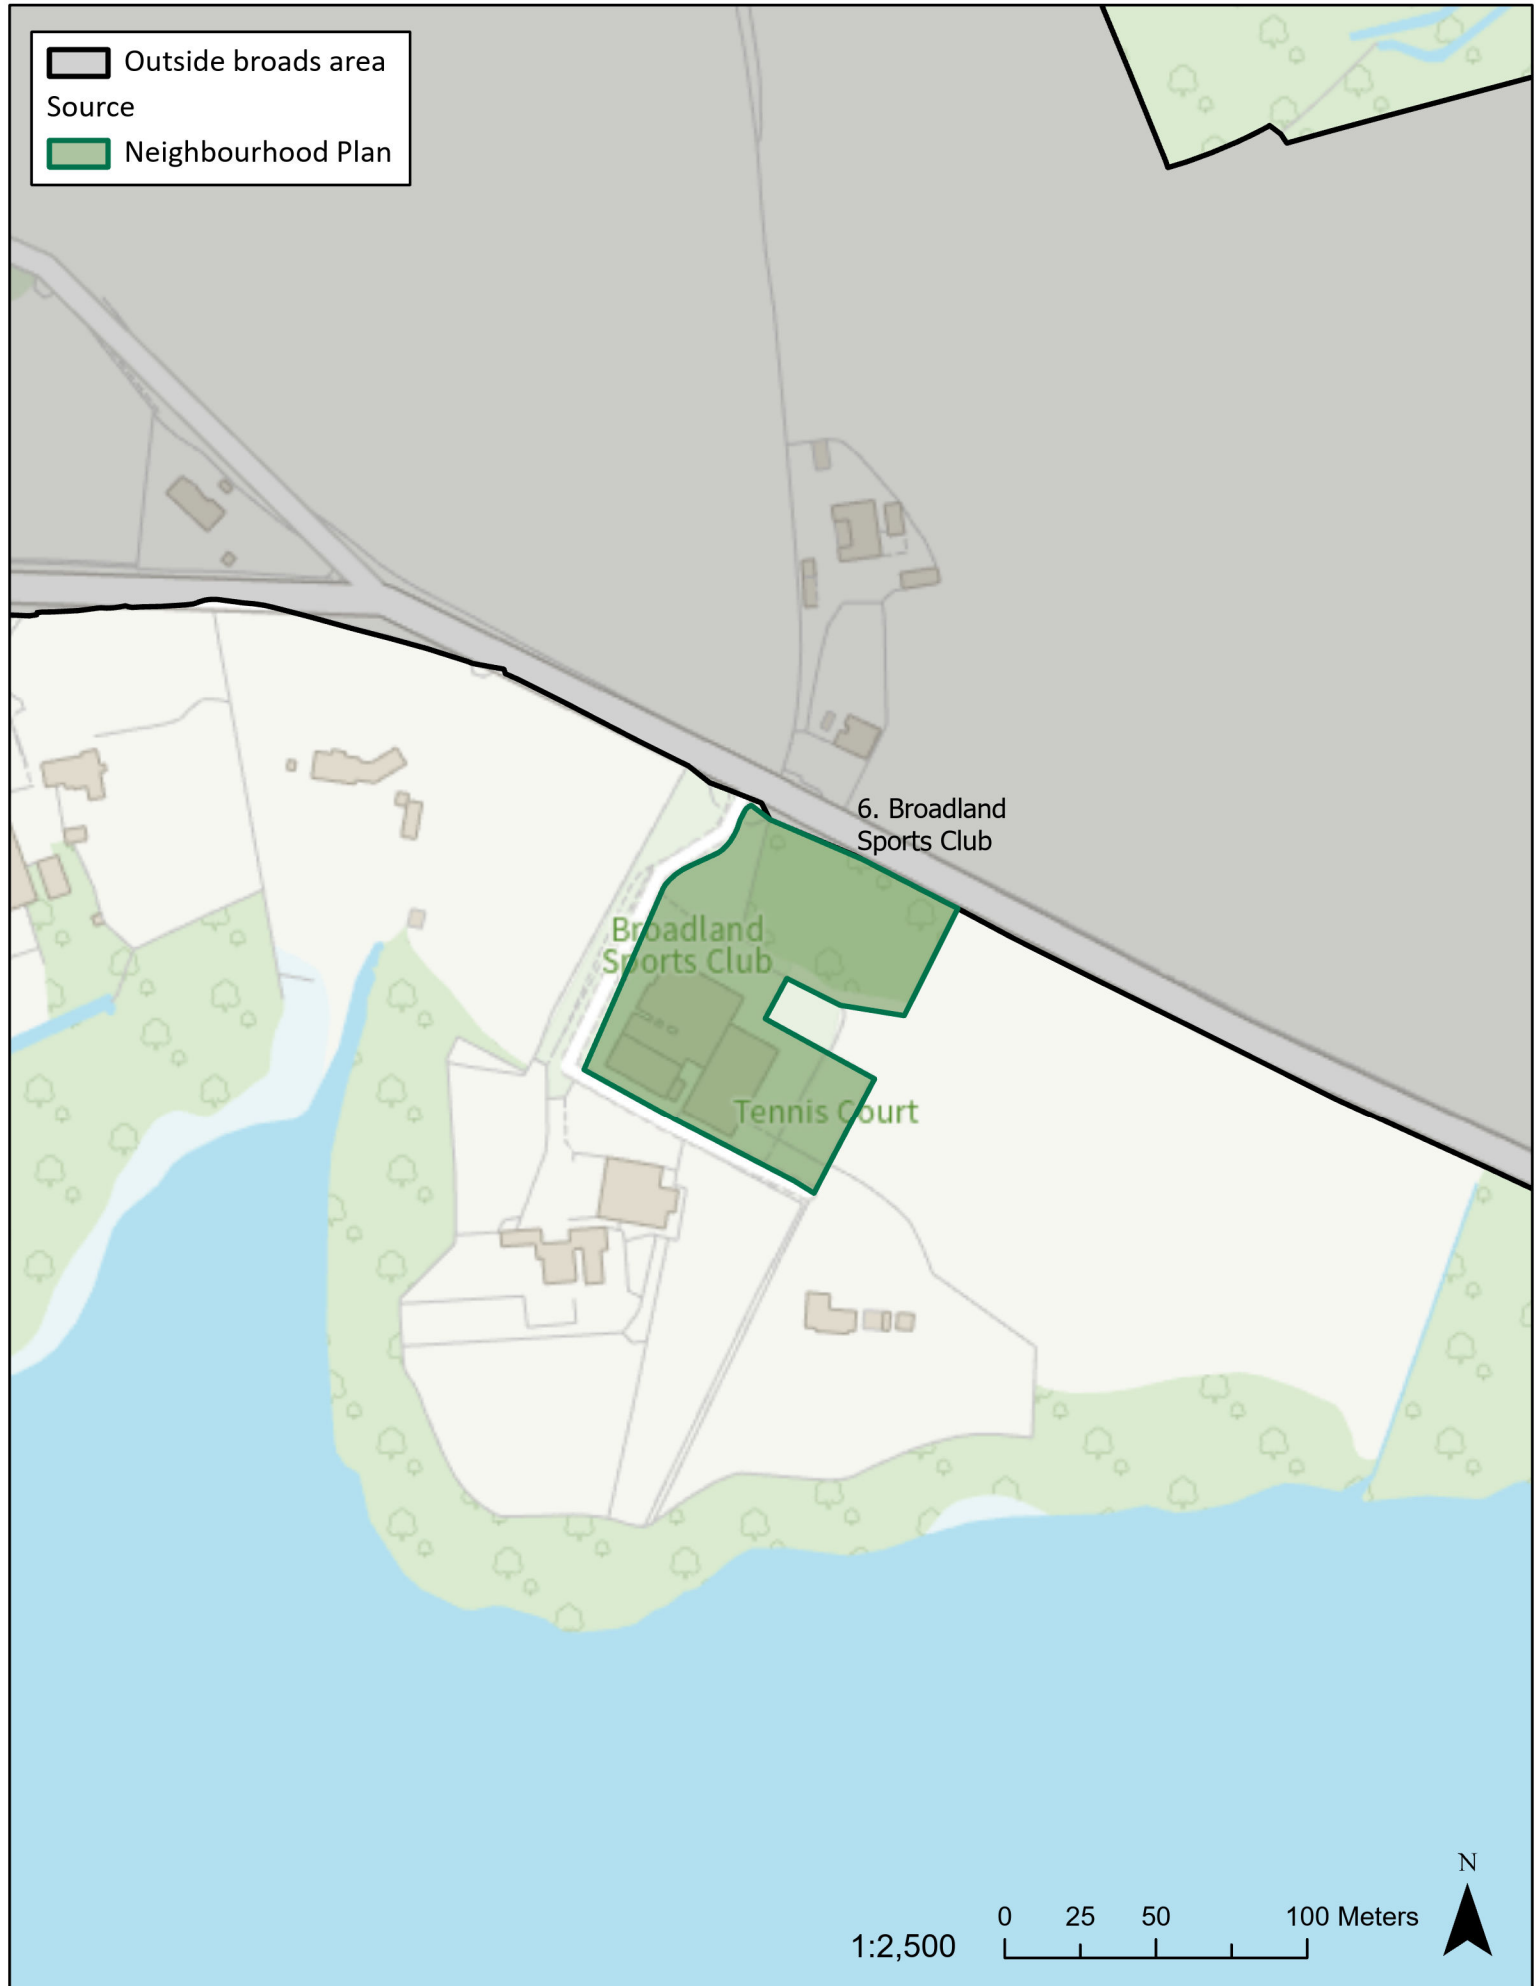 Outside broads area
Source
Neighbourhood Plan
6. Broadland
Sports Club
Broadland
Sports Club
Tennis Court
N
0 25 50 100 Meters
1:2,500